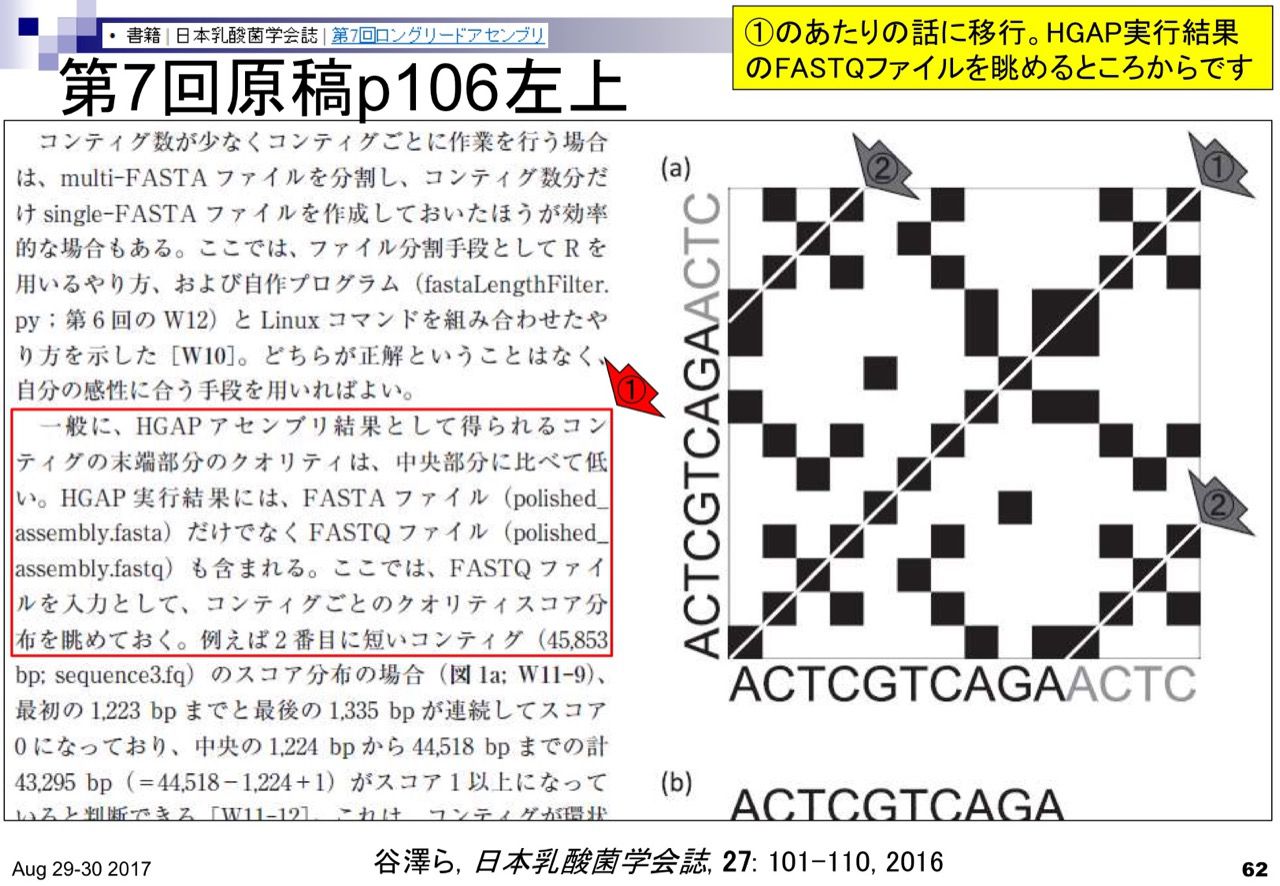 • 書籍 | 日本乳酸菌学会誌 | 第7回ロングリードアセンブリ
第7回原稿p106左上
①のあたりの話に移行。HGAP実行結果
のFASTQファイルを眺めるところからです
コンティグ数が少なくコンティグごとに作業を行う場合
は、multi-FASTA ファイルを分割し、コンティグ数分だ
け single-FASTA ファイルを作成しておいたほうが効率
的な場合もある。ここでは、ファイル分割手段として R を
用いるやり方、および自作プログラム（fastaLengthFilter.
py；第 6 回の W12）と Linux コマンドを組み合わせたや
り方を示した［W10］。どちらが正解ということはなく、
自分の感性に合う手段を用いればよい。
一般に、HGAP アセンブリ結果として得られるコン
ティグの末端部分のクオリティは、中央部分に比べて低
い。HGAP 実行結果には、FASTA ファイル（polished_
assembly.fasta）だけでなく FASTQ ファイル（polished_
assembly.fastq）も含まれる。ここでは、FASTQ ファイ
ルを入力として、コンティグごとのクオリティスコア分
布を眺めておく。例えば 2 番目に短いコンティグ（45,853
bp; sequence3.fq）のスコア分布の場合（図 1a; W11-9）、
最初の 1,223 bp までと最後の 1,335 bp が連続してスコア
0 になっており、中央の 1,224 bp から 44,518 bp までの計
43,295 bp（＝44,518－1,224＋1）がスコア 1 以上になって
いると判断できる［W11-12］。これは、コンティグが環状
①
(a)
②
①
②
ACTCGTCAGAACTC
ACTCGTCAGAACTC
(b)
ACTCGTCAGA
Aug 29-30 2017
谷澤ら, 日本乳酸菌学会誌, 27: 101-110, 2016
62